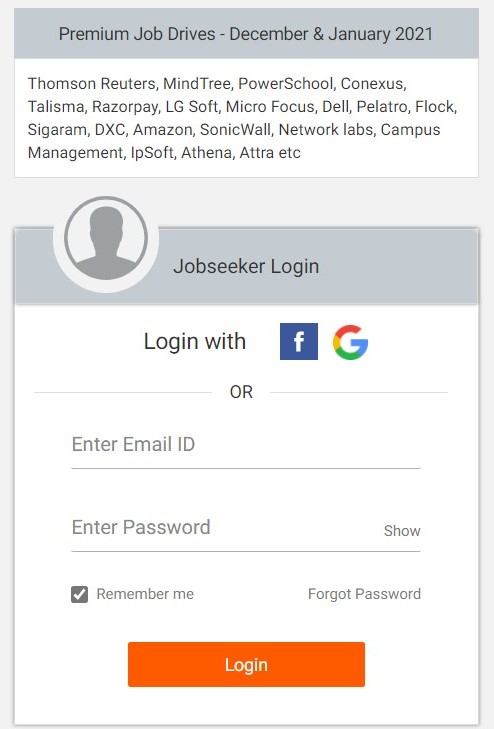 Premium Job Drives - December & January 2021
Thomson Reuters, MindTree, PowerSchool, Conexus,
Talisma, Razorpay, LG Soft, Micro Focus, Dell, Pelatro, Flock,
Sigaram, DXC, Amazon, SonicWall, Network labs, Campus
Management, IpSoft, Athena, Attra etc
Jobseeker Login
Login with f G
OR
Enter Email ID
Enter Password Show
Remember me Forgot Password
Login